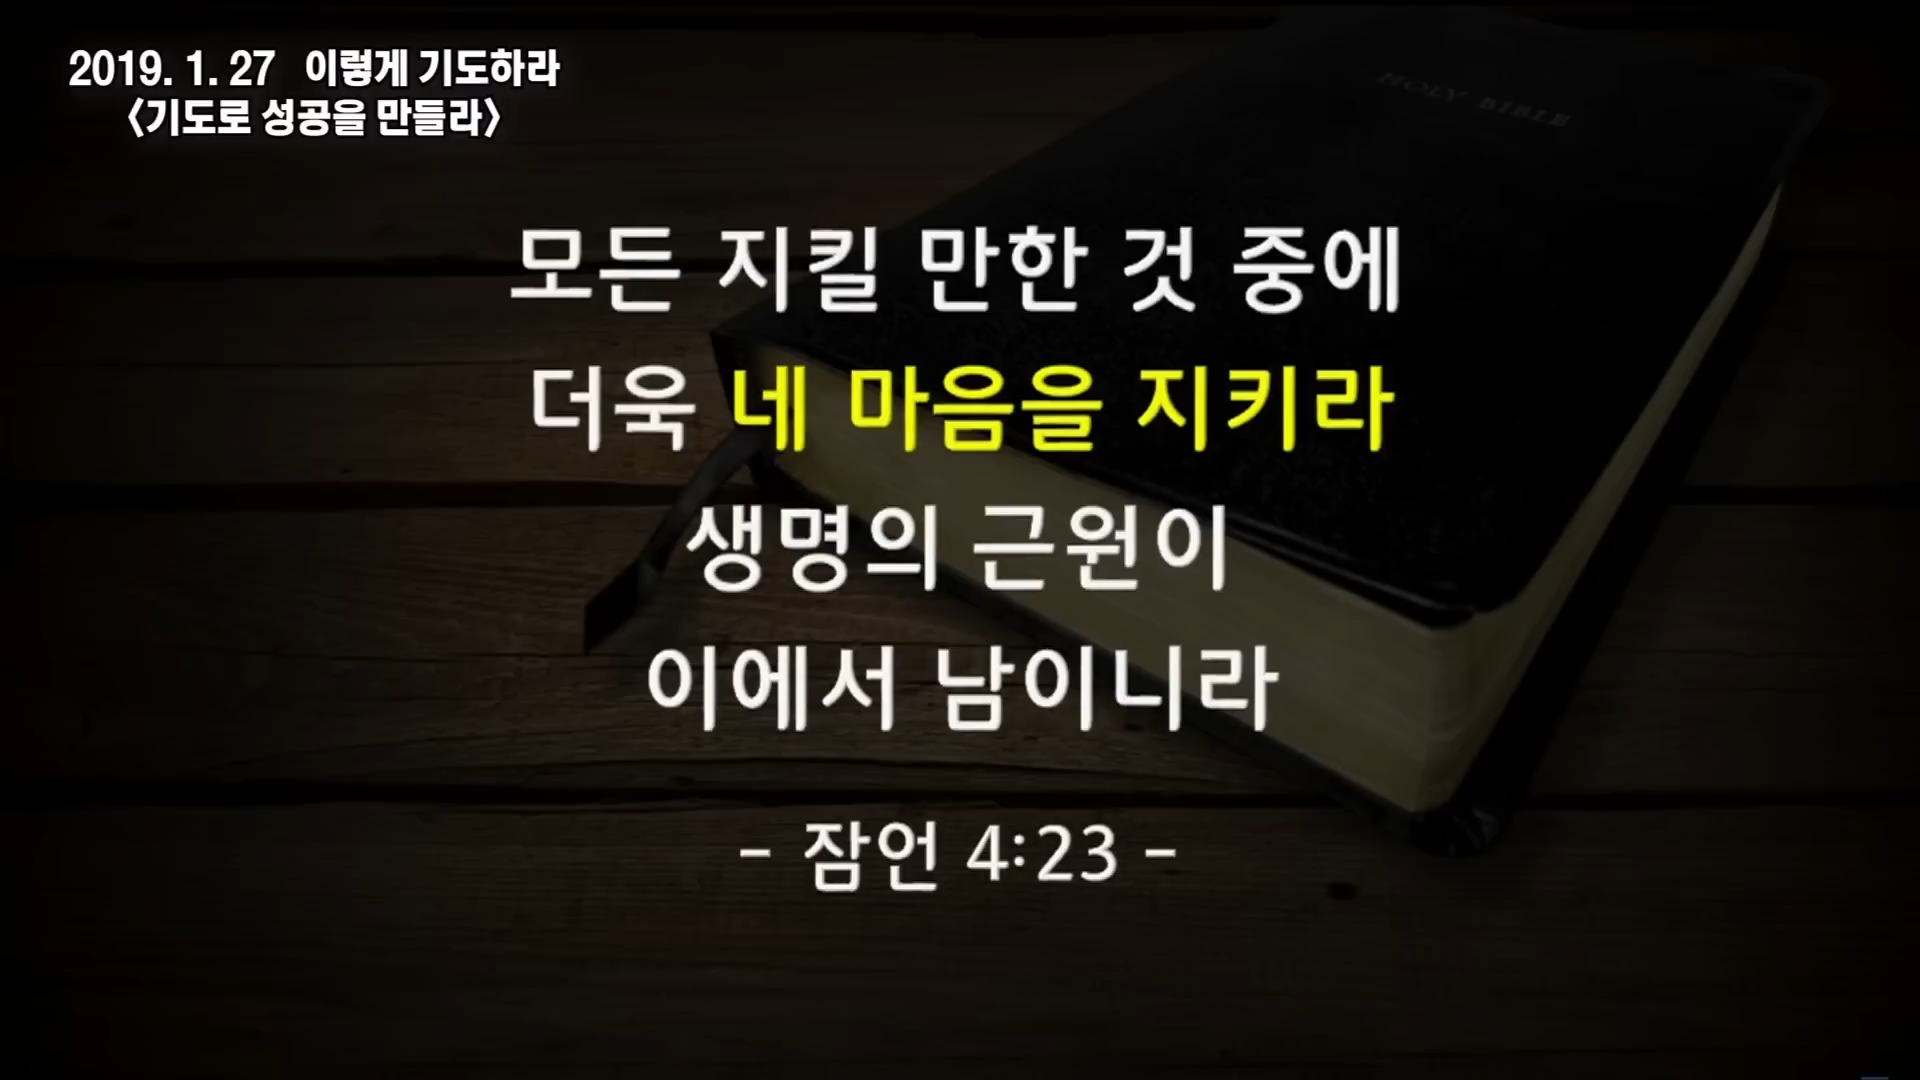 2019. 1. 27 이렇게 기도하라
〈기도로 성공을 만들라〉
HOLY BIBLE
모든 지킬 만한 것 중에
더욱 네 마음을 지키라
생명의 근원이
이에서 남이니라
- 잠언 4:23 -